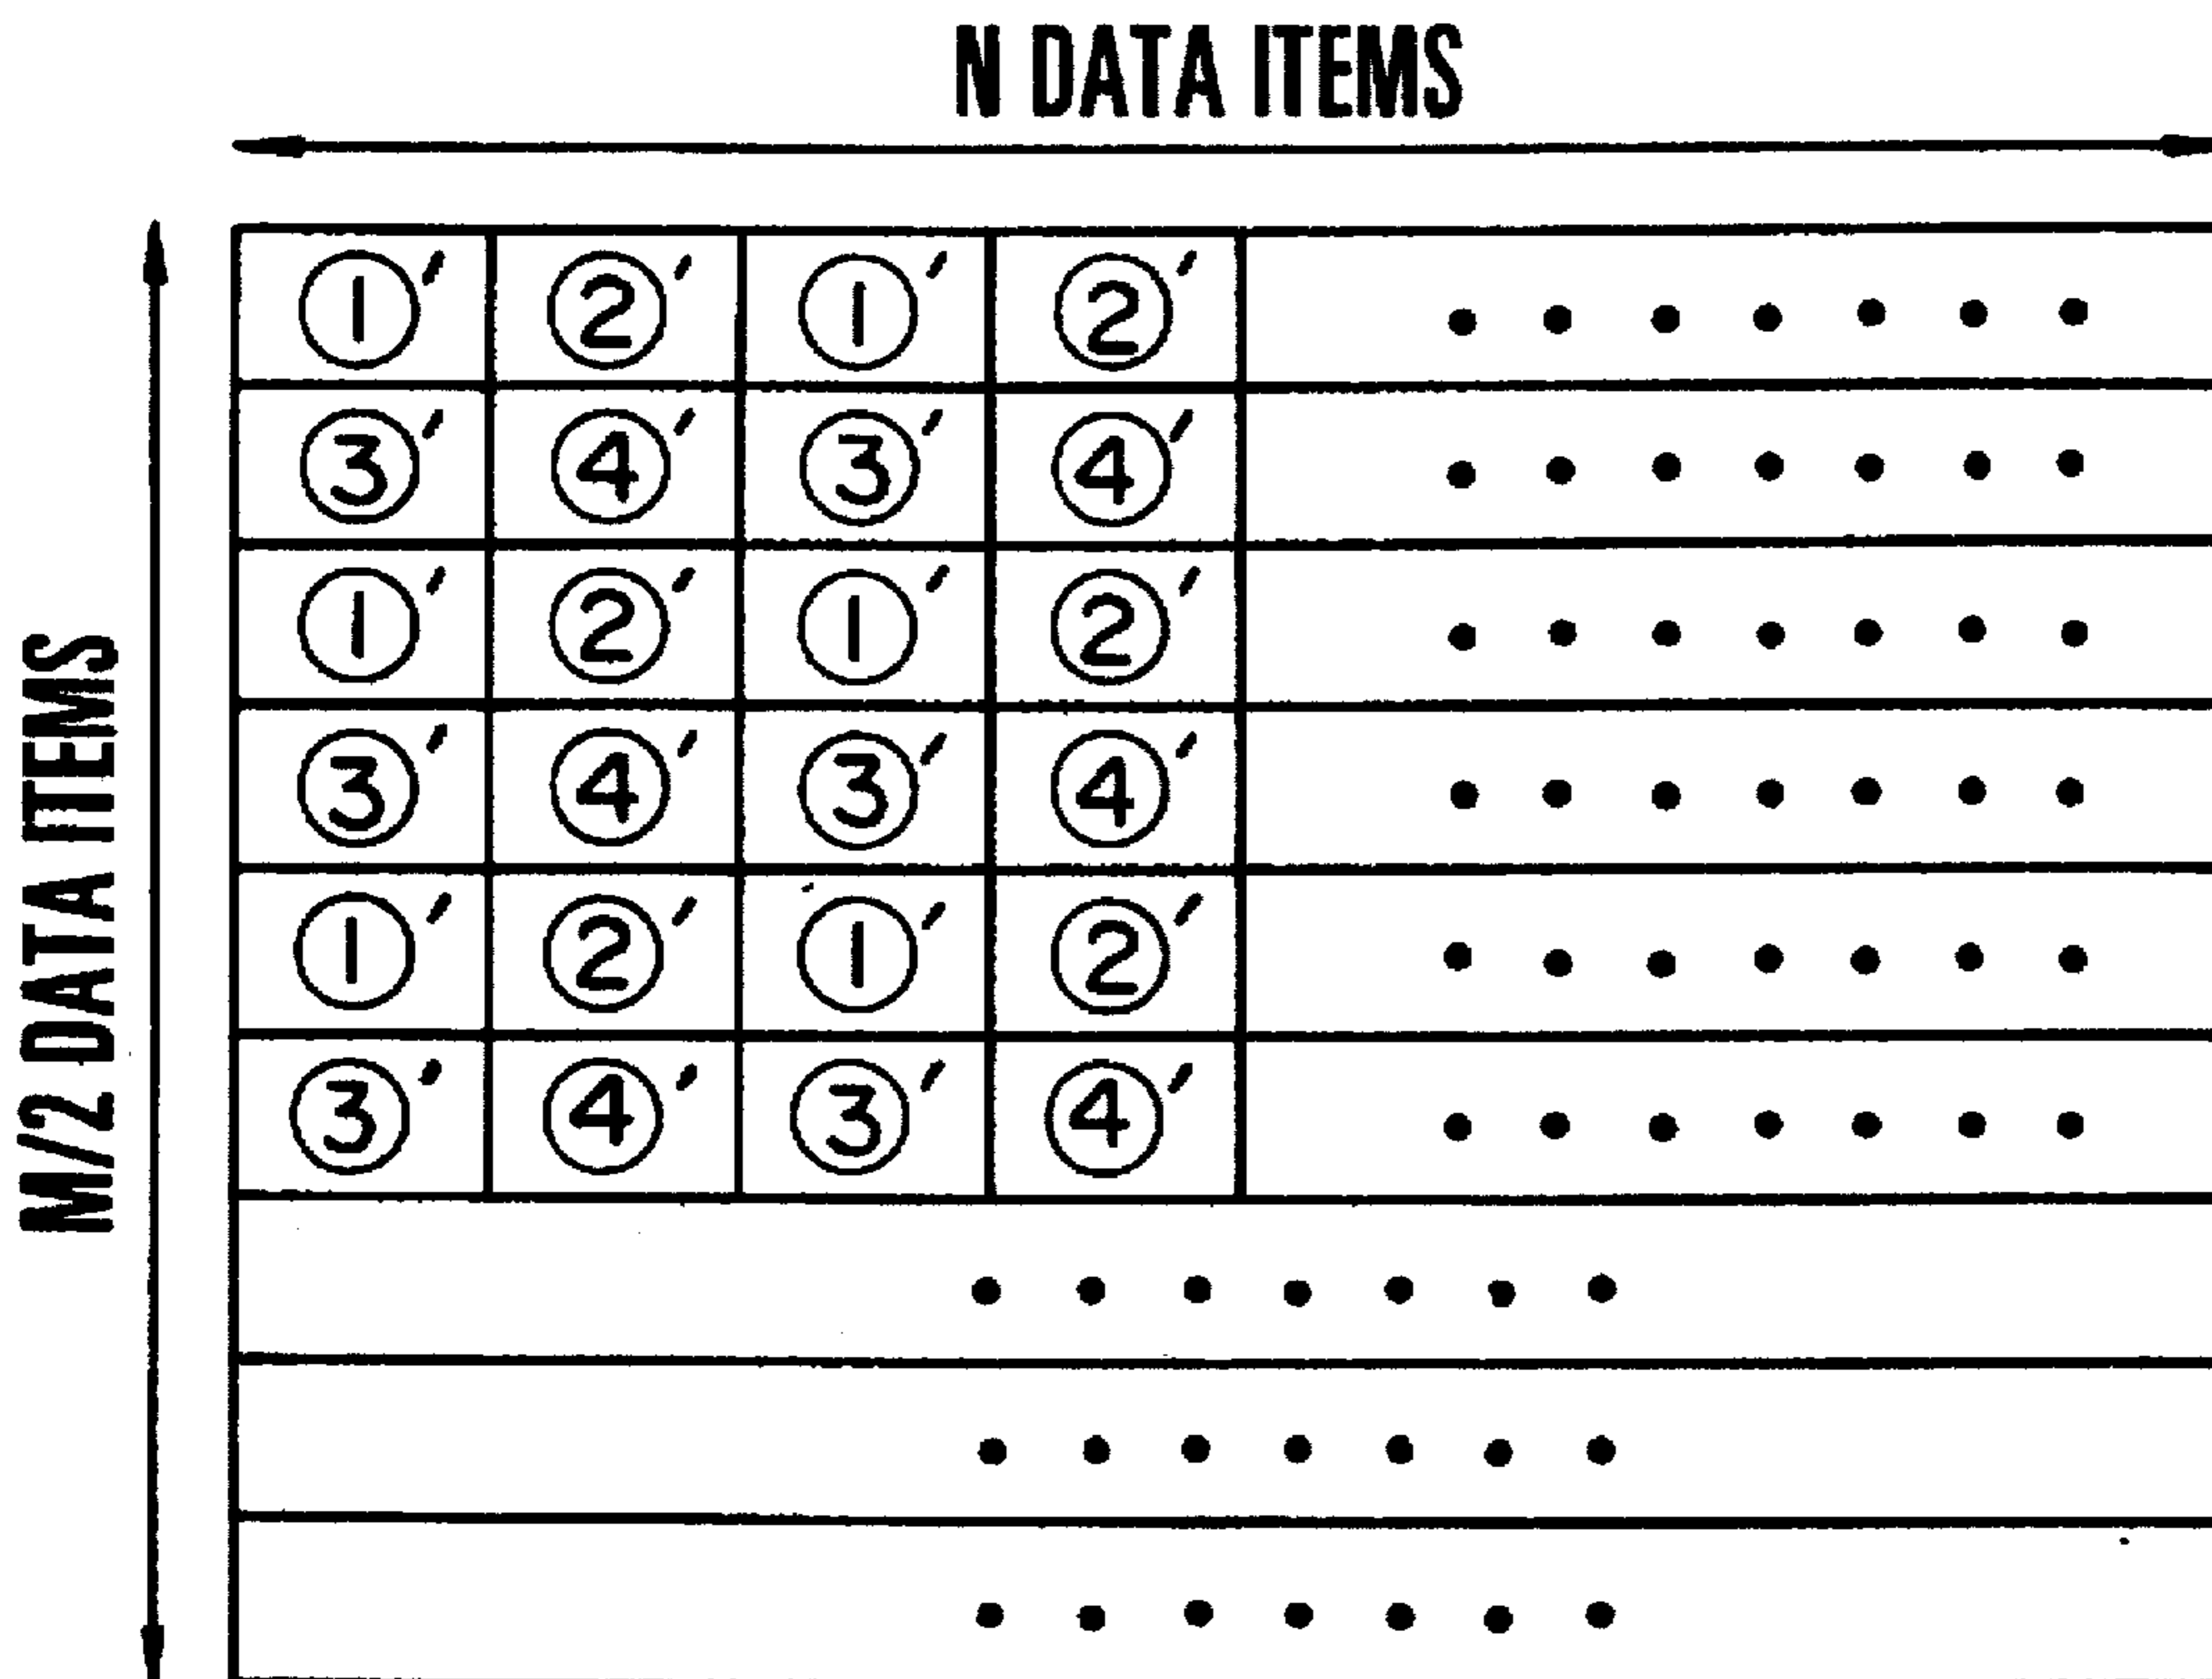 N DATA ITEMS
M/2 DATA ITEMS
①′ ②′ ①′ ②′ . . . . . . .
③′ ④′ ③′ ④′ . . . . . . .
①′ ②′ ①′ ②′ . . . . . . .
③′ ④′ ③′ ④′ . . . . . . .
①′ ②′ ①′ ②′ . . . . . . .
③′ ④′ ③′ ④′ . . . . . . .
. . . . . . .
. . . . . . .
. . . . . . .